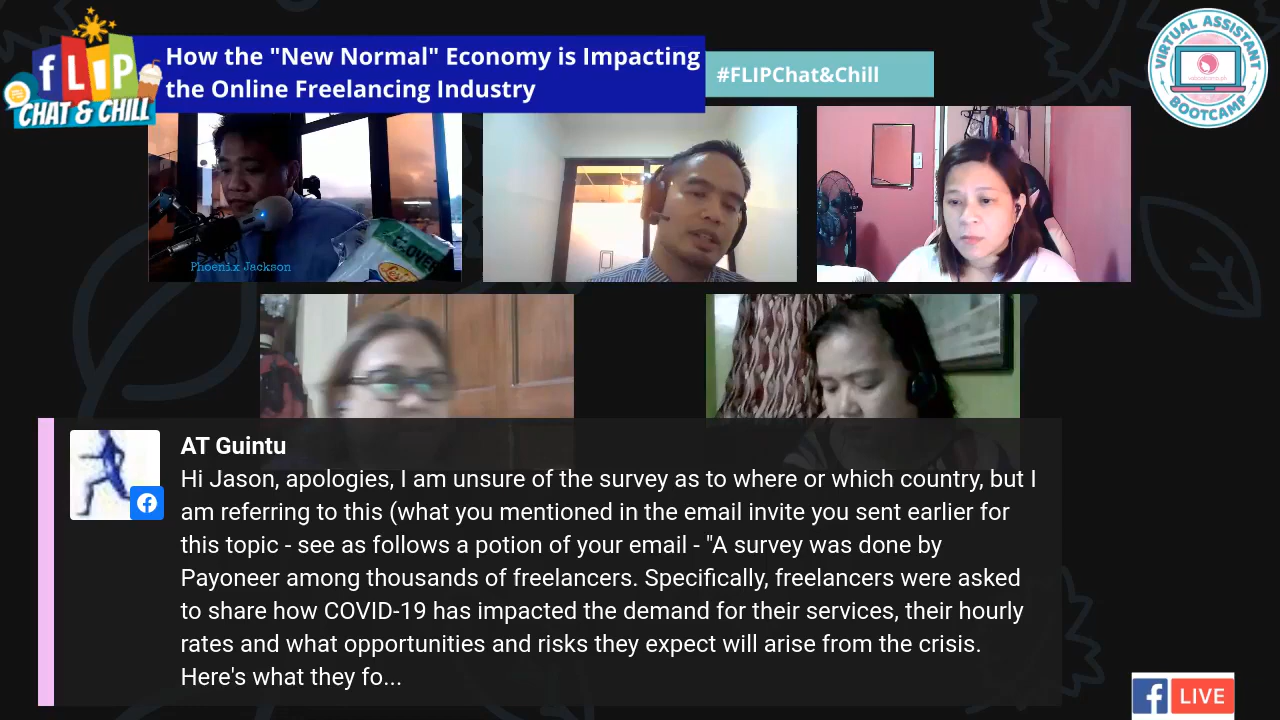 FLIP
CHAT & CHILL
How the "New Normal" Economy is Impacting
the Online Freelancing Industry
#FLIPChat&Chill
VIRTUAL ASSISTANT
BOOTCAMP
Phoenix Jackson
AT Guintu
Hi Jason, apologies, I am unsure of the survey as to where or which country, but I
am referring to this (what you mentioned in the email invite you sent earlier for
this topic - see as follows a potion of your email - "A survey was done by
Payoneer among thousands of freelancers. Specifically, freelancers were asked
to share how COVID-19 has impacted the demand for their services, their hourly
rates and what opportunities and risks they expect will arise from the crisis.
Here's what they fo...
f LIVE